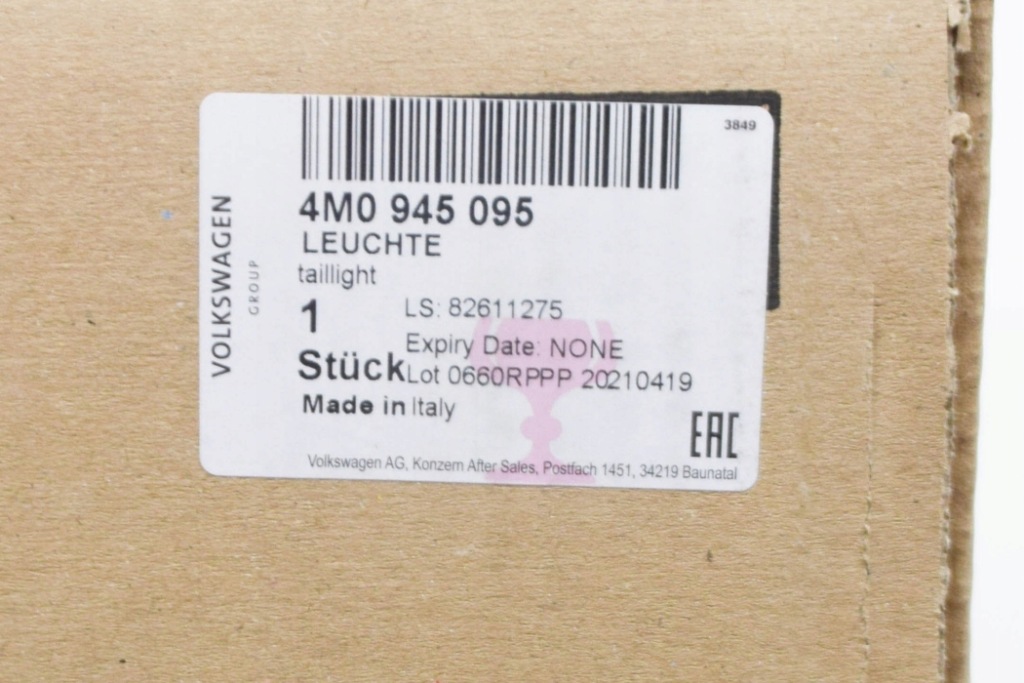 3849
4M0 945 095
LEUCHTE
taillight
1
LS: 82611275
Expiry Date: NONE
Stück
Lot 0660RPPP 20210419
Made in Italy
EAC
Volkswagen AG, Konzern After Sales, Postfach 1451, 34219 Baunatal
VOLKSWAGEN
GROUP